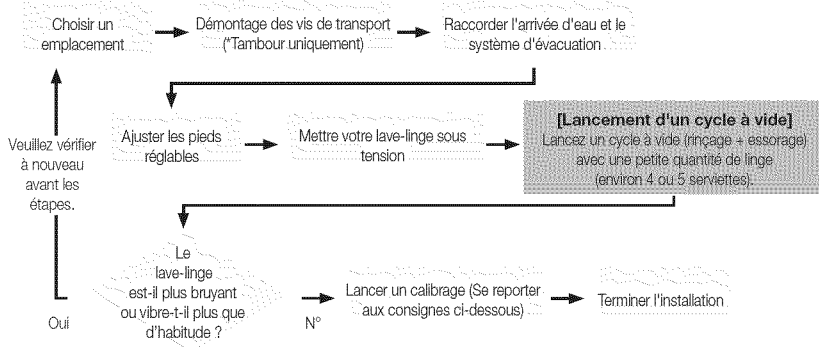 Choisir un
emplacement
Démontage des vis de transport
(*Tambour uniquement)
Raccorder l'arrivée d'eau et le
système d'évacuation
Ajuster les pieds
réglables
Mettre votre lave-linge sous
tension
[Lancement d'un cycle à vide]
Lancez un cycle à vide (rinçage + essorage)
avec une petite quantité de linge
(environ 4 ou 5 serviettes).
Veuillez vérifier
à nouveau
avant les
étapes.
Le
lave-linge
est-il plus bruyant
ou vibre-t-il plus que
d'habitude ?
Oui
N°
Lancer un calibrage (Se reporter
aux consignes ci-dessous)
Terminer l'installation